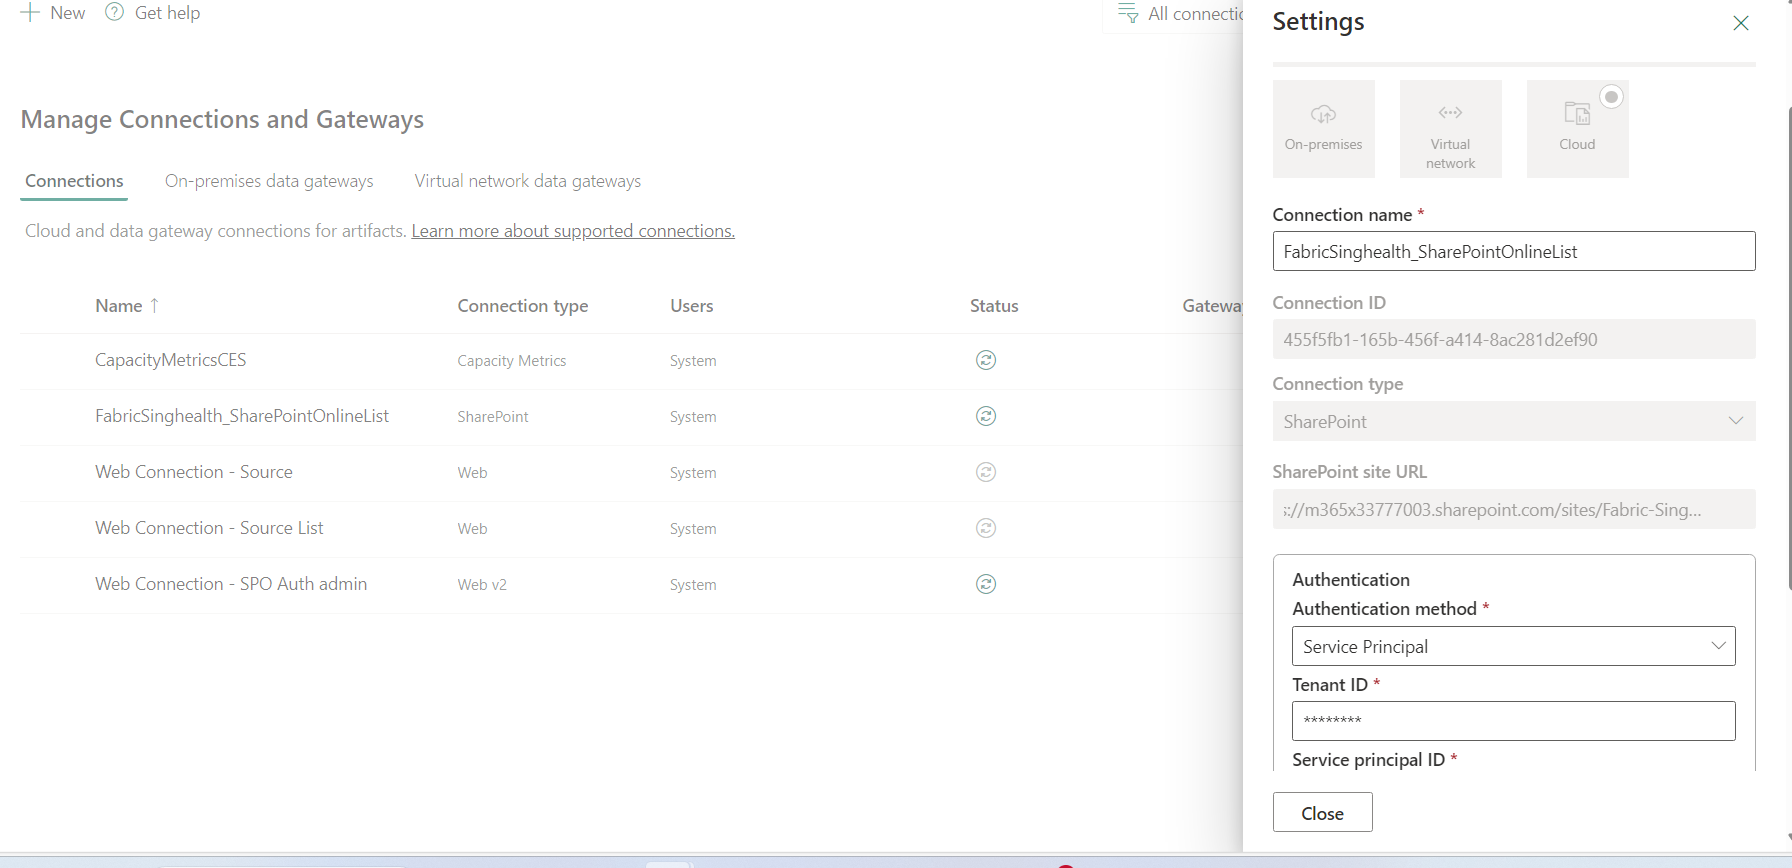 New Get help All connectio
Manage Connections and Gateways
Connections On-premises data gateways Virtual network data gateways
Cloud and data gateway connections for artifacts. Learn more about supported connections.
Name ↑ Connection type Users Status Gateway
CapacityMetricsCES Capacity Metrics System
FabricSinghealth_SharePointOnlineList SharePoint System
Web Connection - Source Web System
Web Connection - Source List Web System
Web Connection - SPO Auth admin Web v2 System
Settings
On-premises
Virtual
network
Cloud
Connection name *
FabricSinghealth_SharePointOnlineList
Connection ID
455f5fb1-165b-456f-a414-8ac281d2ef90
Connection type
SharePoint
SharePoint site URL
://m365x33777003.sharepoint.com/sites/Fabric-Sing...
Authentication
Authentication method *
Service Principal
Tenant ID *
********
Service principal ID *
Close